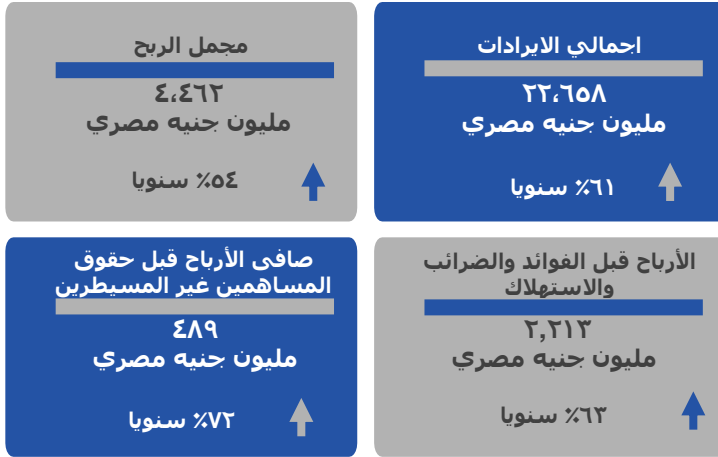 اجمالي الايرادات
٢٢،٦٥٨
مليون جنيه مصري
٦١٪ سنويا
مجمل الربح
٤،٤٦٢
مليون جنيه مصري
٥٤٪ سنويا
الأرباح قبل الفوائد والضرائب
والاستهلاك
٢,٢١٣
مليون جنيه مصري
٦٣٪ سنويا
صافى الأرباح قبل حقوق
المساهمين غير المسيطرين
٤٨٩
مليون جنيه مصري
٧٢٪ سنويا